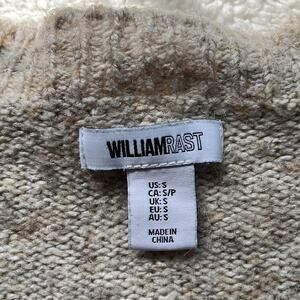 WILLIAMRAST
US: S
CA: S/P
UK: S
EU: S
AU: S
MADE IN
CHINA